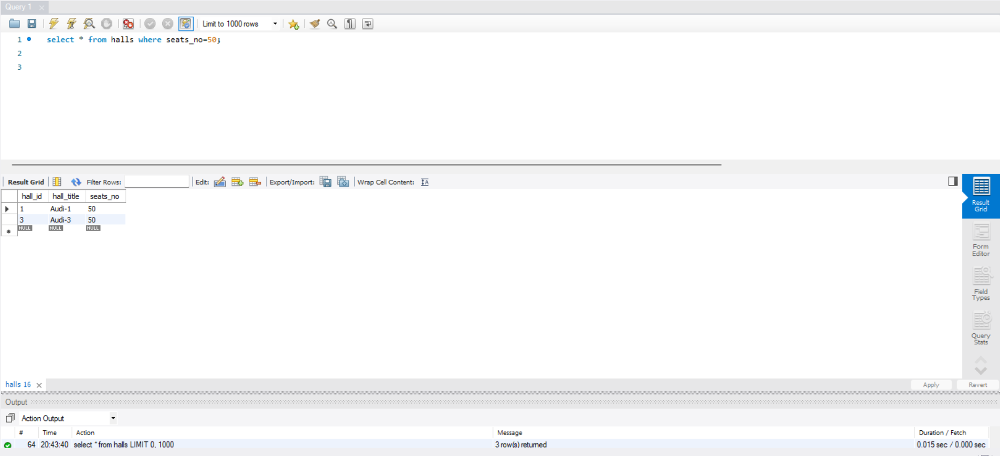 Query 1
Limit to 1000 rows
1 select * from halls where seats_no=50;
2
3
Result Grid Filter Rows: Edit: Export/Import: Wrap Cell Content:
hall_id hall_title seats_no
1 Audi-1 50
3 Audi-3 50
NULL NULL NULL
Result
Grid
Form
Editor
Field
Types
Query
Stats
halls 16
Apply Revert
Output
Action Output
# Time Action Message Duration / Fetch
64 20:43:40 select * from halls LIMIT 0, 1000 3 row(s) returned 0.015 sec / 0.000 sec